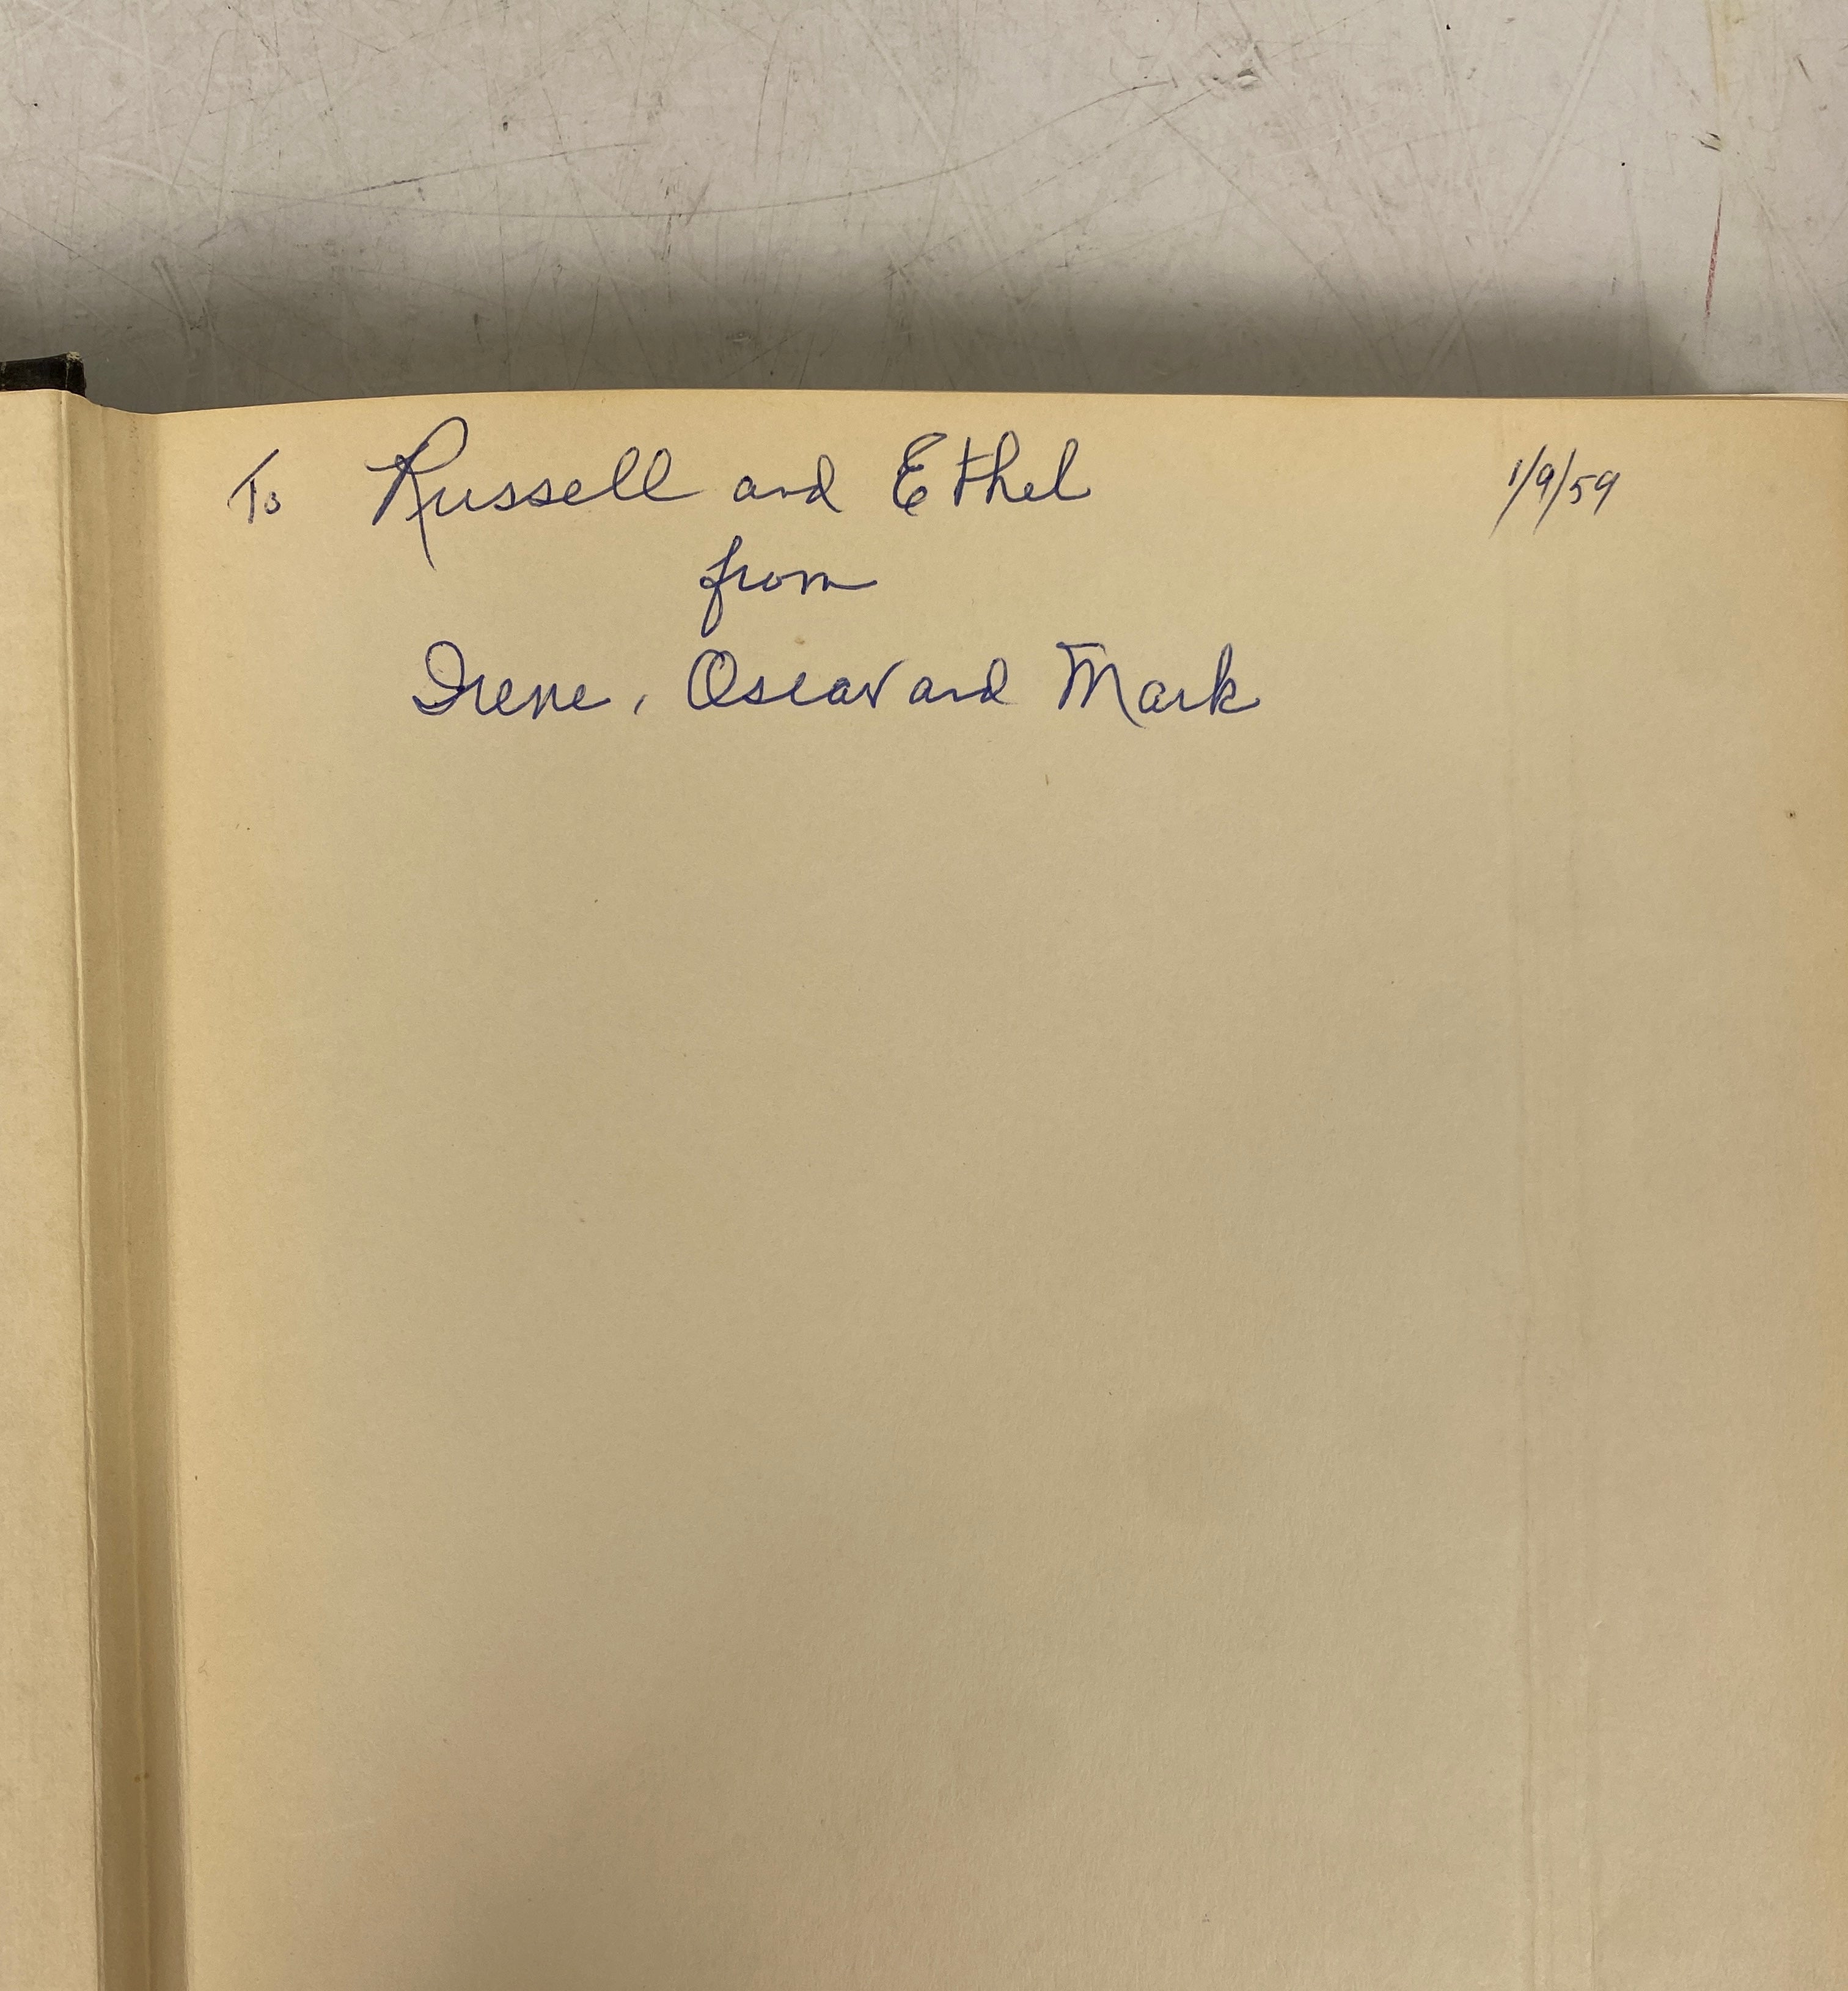 To Russell and Ethel 1/9/59
from
Irene, Oscar and Mark